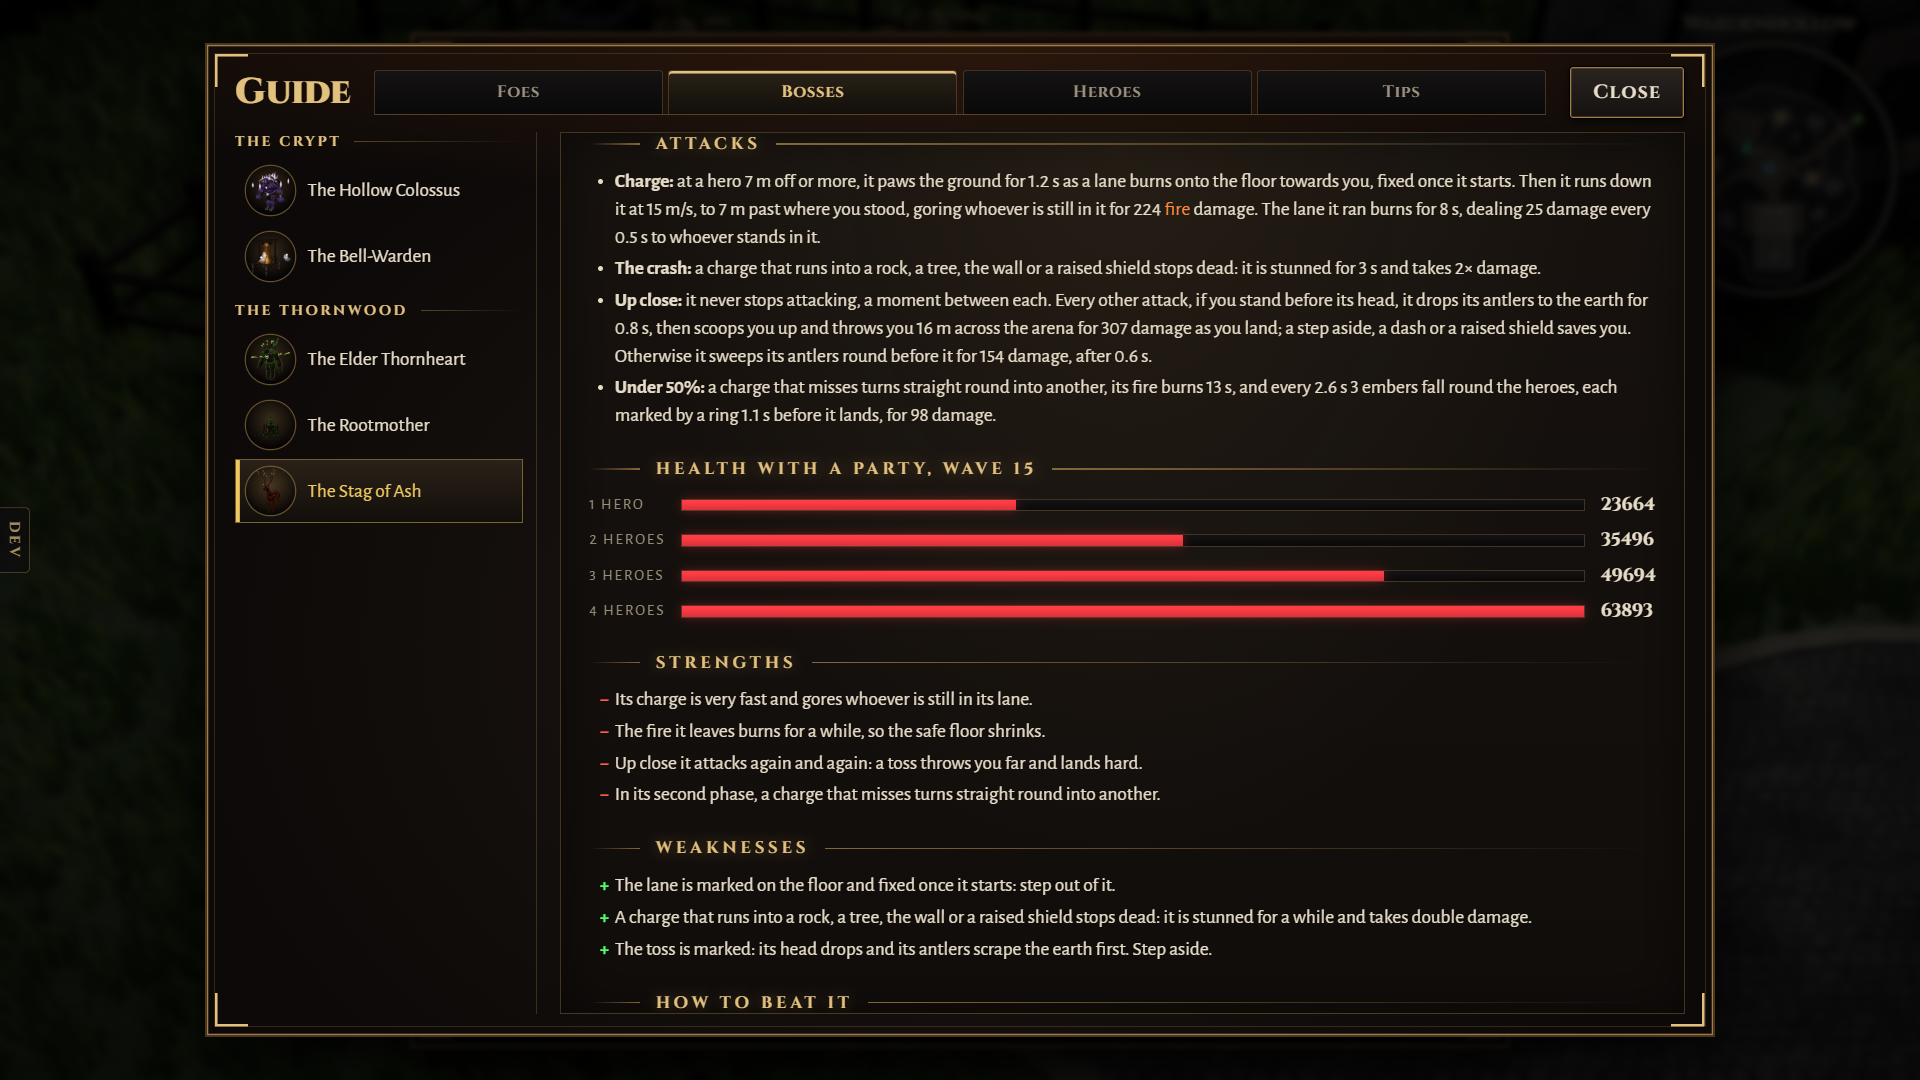 GUIDE
FOES
BOSSES
HEROES
TIPS
CLOSE
THE CRYPT
The Hollow Colossus
The Bell-Warden
THE THORNWOOD
The Elder Thornheart
The Rootmother
The Stag of Ash
DEV
ATTACKS
• Charge: at a hero 7 m off or more, it paws the ground for 1.2 s as a lane burns onto the floor towards you, fixed once it starts. Then it runs down
it at 15 m/s, to 7 m past where you stood, goring whoever is still in it for 224 fire damage. The lane it ran burns for 8 s, dealing 25 damage every
0.5 s to whoever stands in it.
• The crash: a charge that runs into a rock, a tree, the wall or a raised shield stops dead: it is stunned for 3 s and takes 2× damage.
• Up close: it never stops attacking, a moment between each. Every other attack, if you stand before its head, it drops its antlers to the earth for
0.8 s, then scoops you up and throws you 16 m across the arena for 307 damage as you land; a step aside, a dash or a raised shield saves you.
Otherwise it sweeps its antlers round before it for 154 damage, after 0.6 s.
• Under 50%: a charge that misses turns straight round into another, its fire burns 13 s, and every 2.6 s 3 embers fall round the heroes, each
marked by a ring 1.1 s before it lands, for 98 damage.
HEALTH WITH A PARTY, WAVE 15
1 HERO 23664
2 HEROES 35496
3 HEROES 49694
4 HEROES 63893
STRENGTHS
– Its charge is very fast and gores whoever is still in its lane.
– The fire it leaves burns for a while, so the safe floor shrinks.
– Up close it attacks again and again: a toss throws you far and lands hard.
– In its second phase, a charge that misses turns straight round into another.
WEAKNESSES
+ The lane is marked on the floor and fixed once it starts: step out of it.
+ A charge that runs into a rock, a tree, the wall or a raised shield stops dead: it is stunned for a while and takes double damage.
+ The toss is marked: its head drops and its antlers scrape the earth first. Step aside.
HOW TO BEAT IT